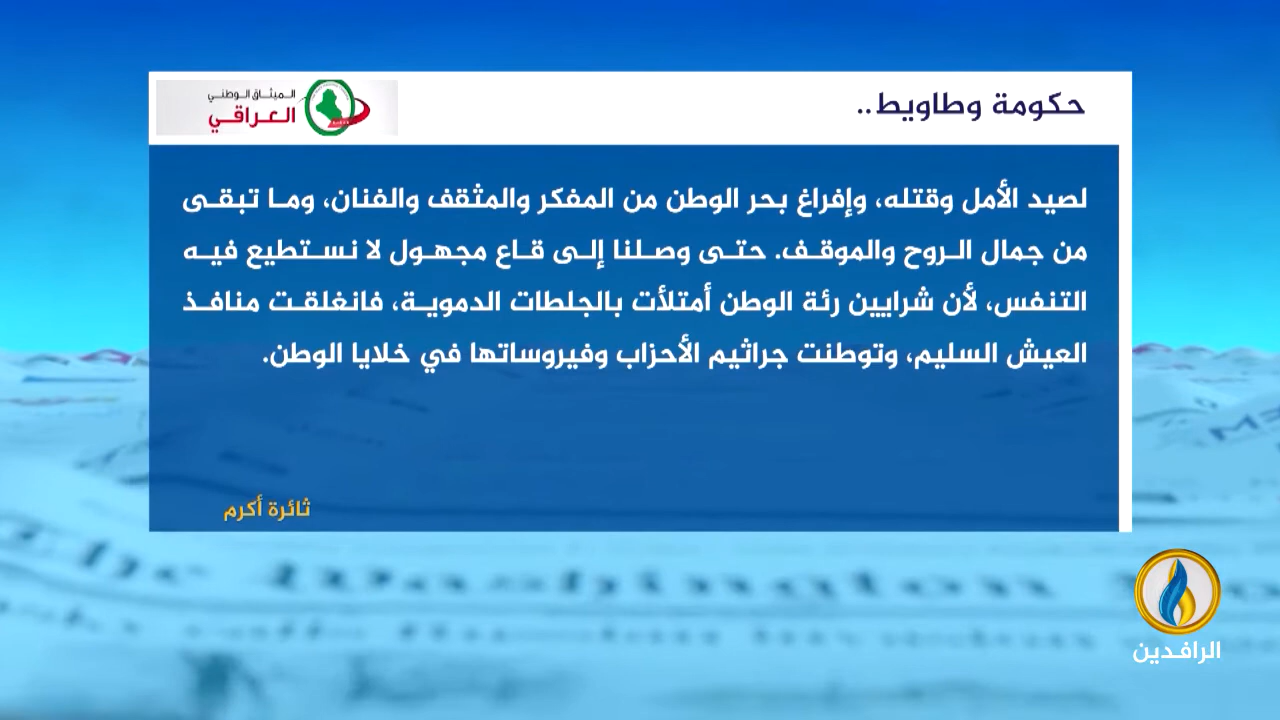 حكومة وطاويط..
الميثاق الوطني
العراقي
لصيد الأمل وقتله، وإفراغ بحر الوطن من المفكر والمثقف والفنان، وما تبقى
من جمال الروح والموقف. حتى وصلنا إلى قاع مجهول لا نستطيع فيه
التنفس، لأن شرايين رئة الوطن أمتلأت بالجلطات الدموية، فانغلقت منافذ
العيش السليم، وتوطنت جراثيم الأحزاب وفيروساتها في خلايا الوطن.
ثائرة أكرم
الرافدين